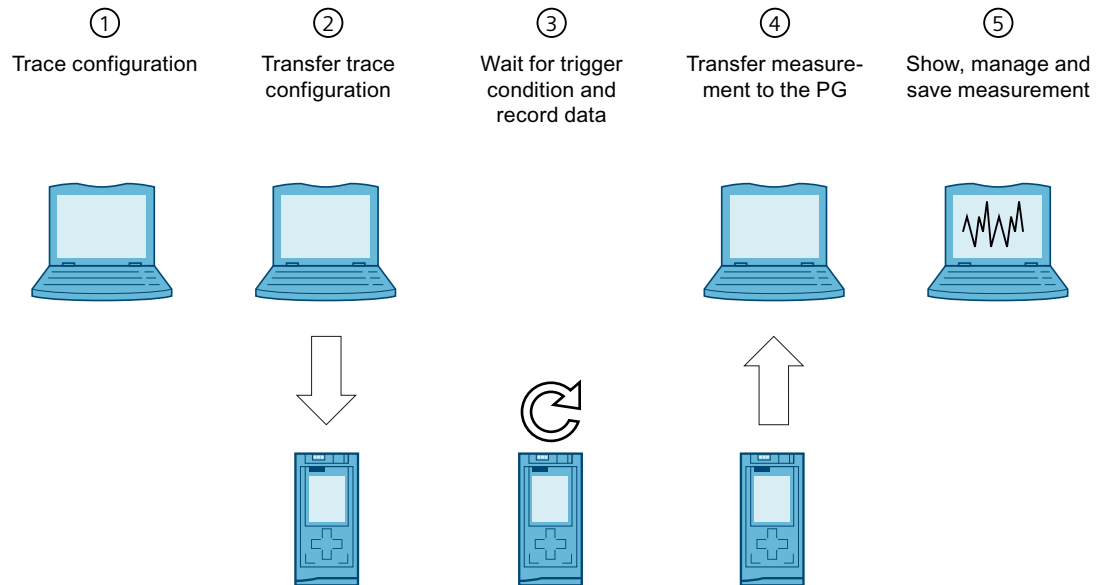 ①
Trace configuration
②
Transfer trace
configuration
③
Wait for trigger
condition and
record data
④
Transfer measure-
ment to the PG
⑤
Show, manage and
save measurement